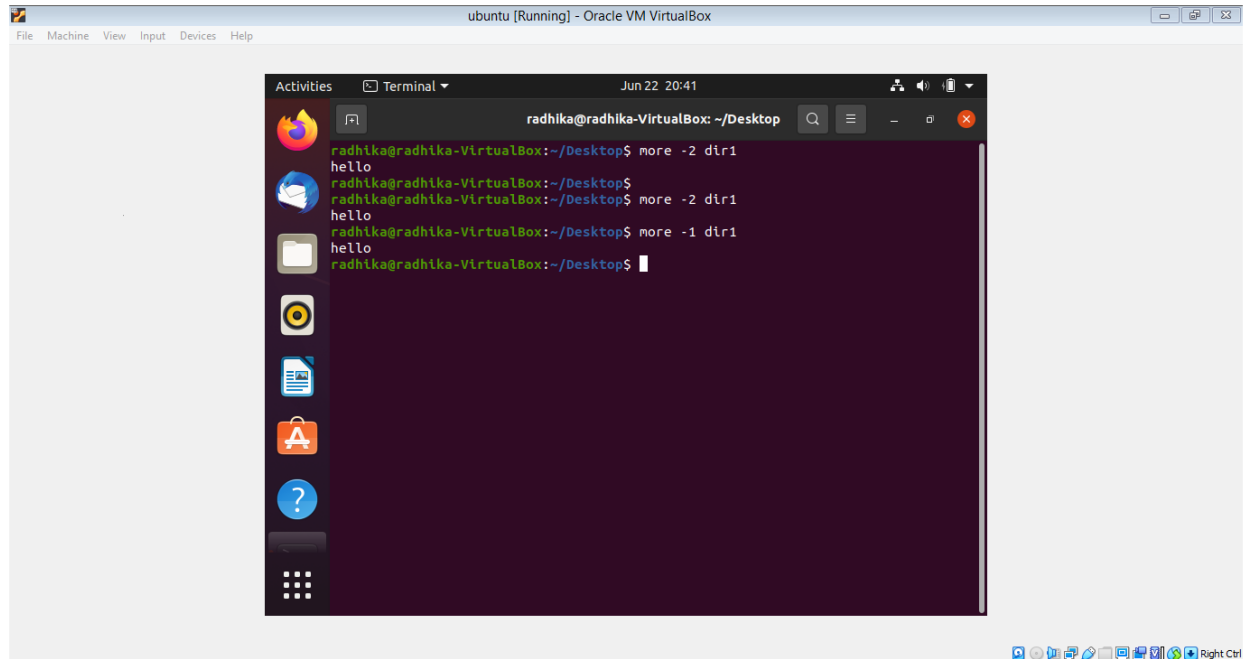 ubuntu [Running] - Oracle VM VirtualBox
File Machine View Input Devices Help
Activities Terminal Jun 22 20:41
radhika@radhika-VirtualBox: ~/Desktop
radhika@radhika-VirtualBox:~/Desktop$ more -2 dir1
hello
radhika@radhika-VirtualBox:~/Desktop$
radhika@radhika-VirtualBox:~/Desktop$ more -2 dir1
hello
radhika@radhika-VirtualBox:~/Desktop$ more -1 dir1
hello
radhika@radhika-VirtualBox:~/Desktop$
Right Ctrl